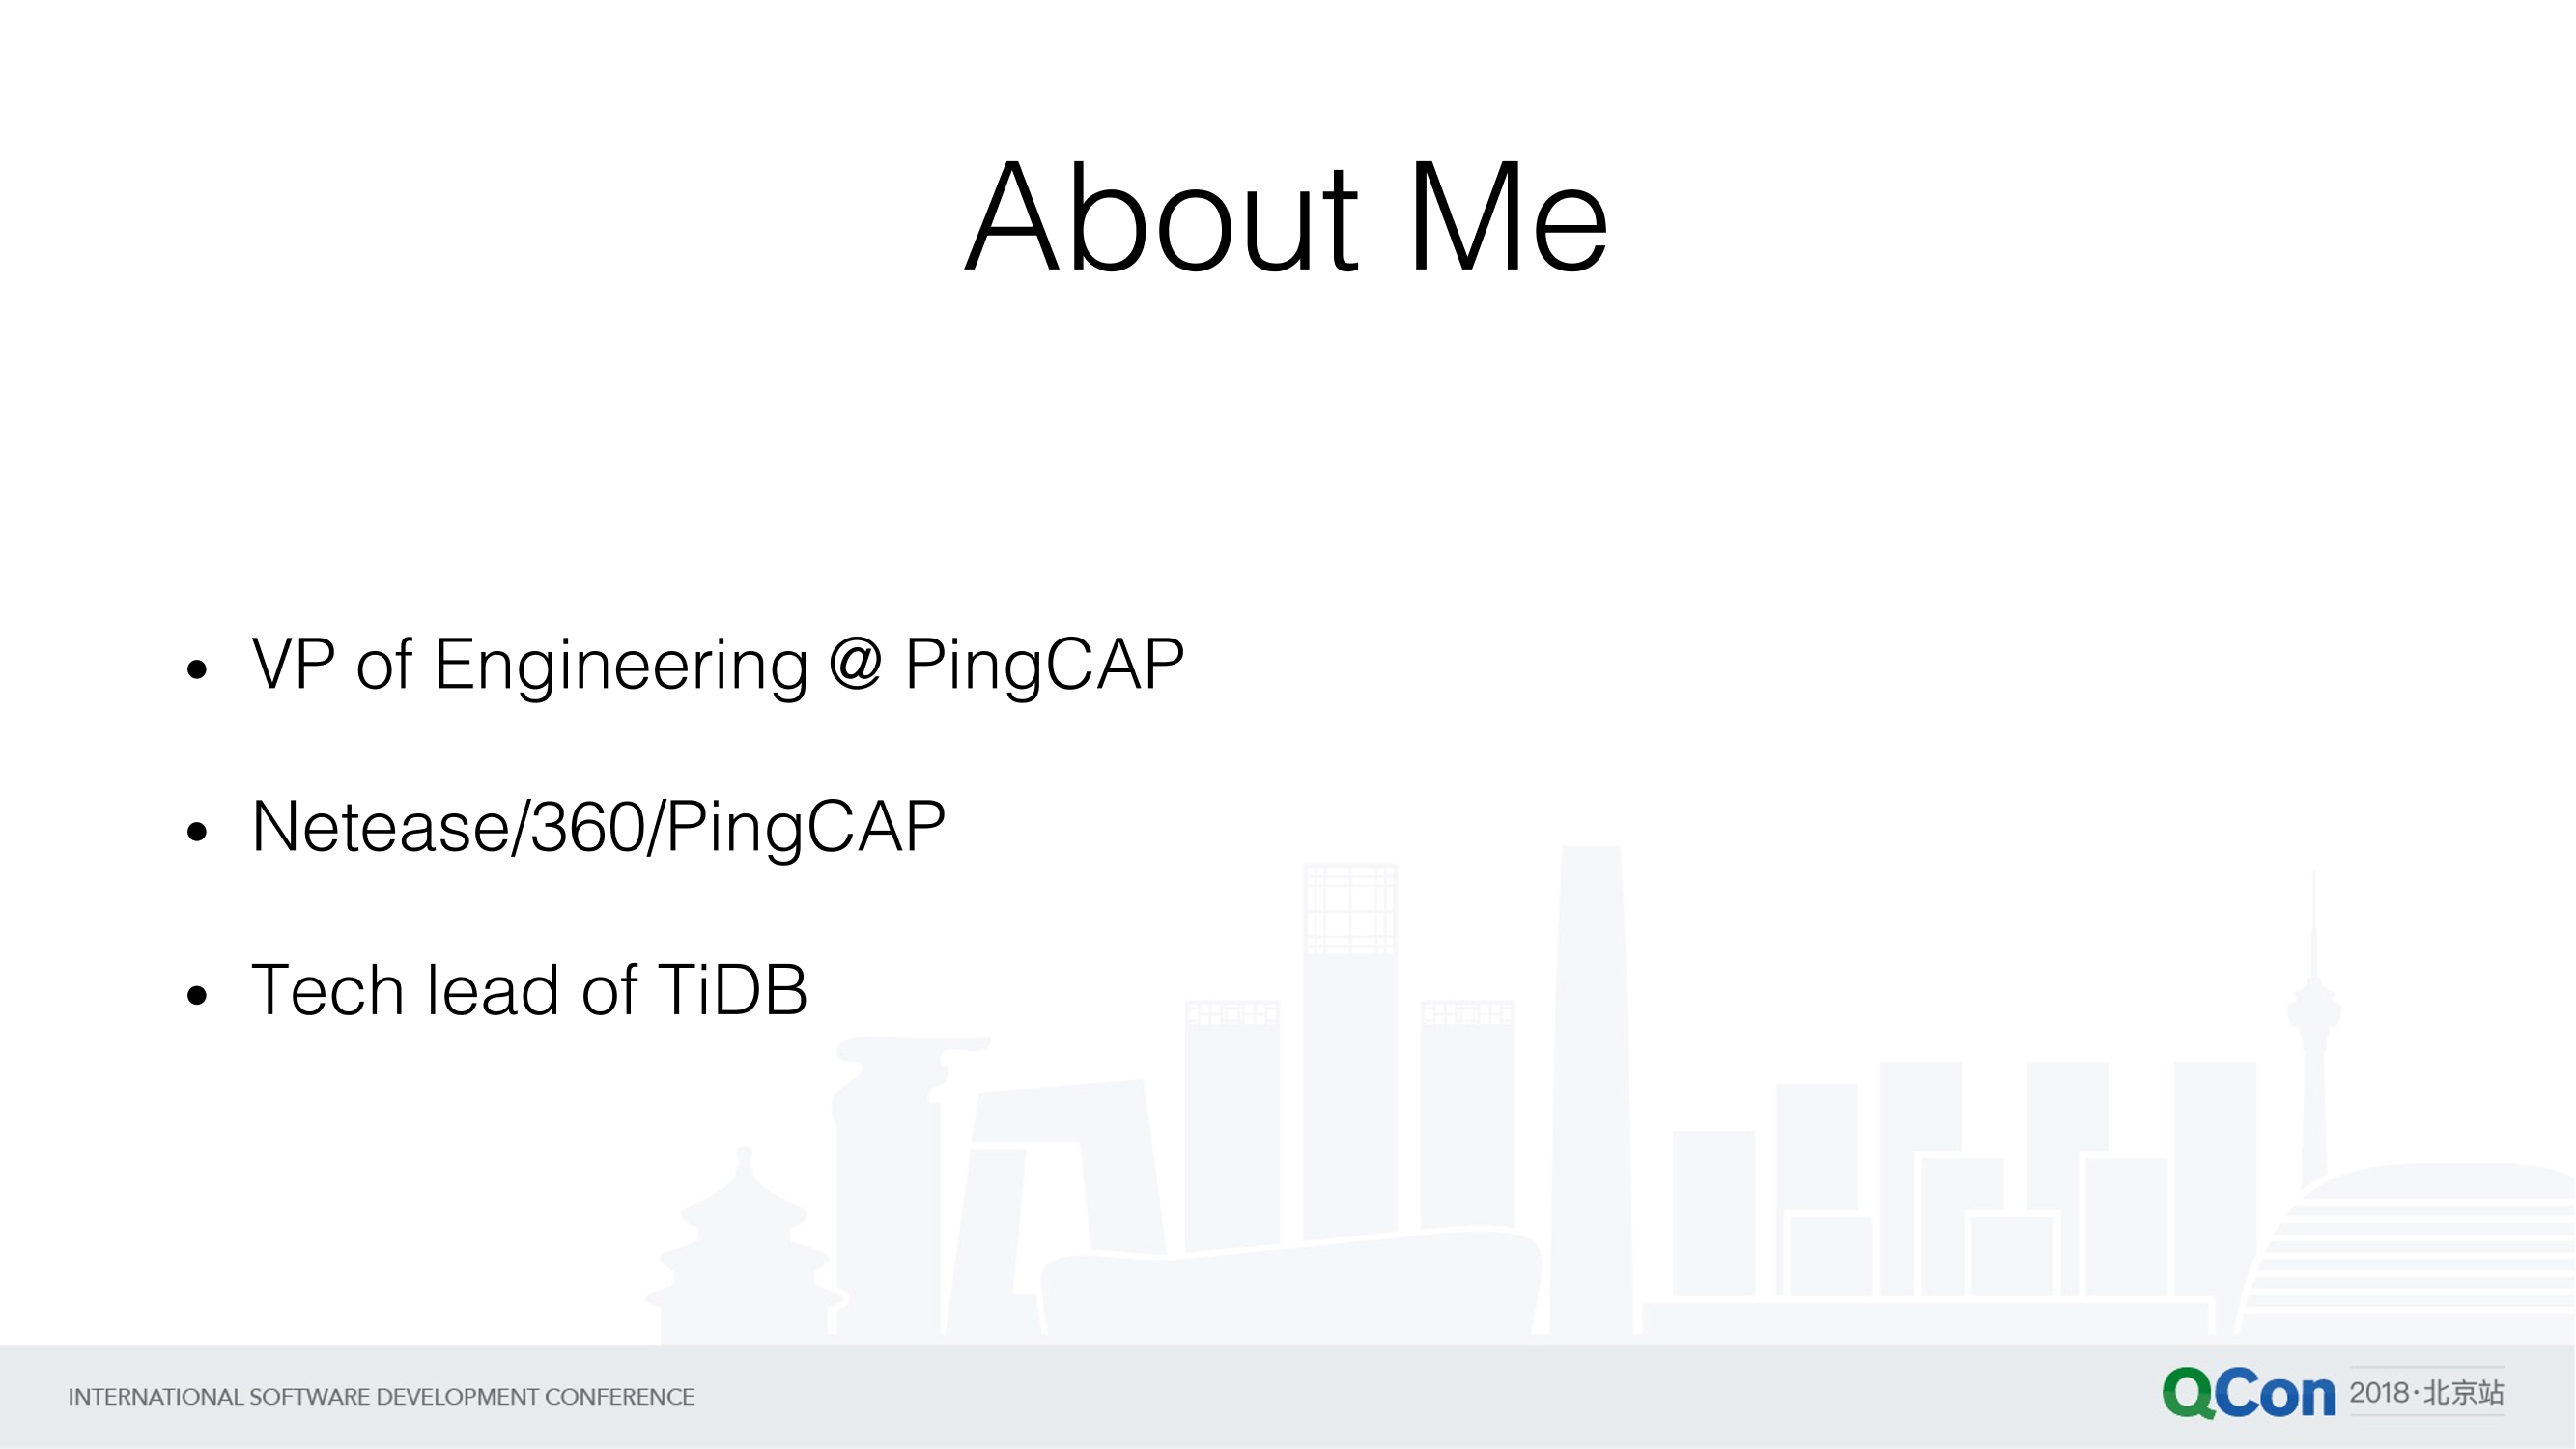 About Me
• VP of Engineering @ PingCAP
• Netease/360/PingCAP
• Tech lead of TiDB
INTERNATIONAL SOFTWARE DEVELOPMENT CONFERENCE
QCon 2018·北京站